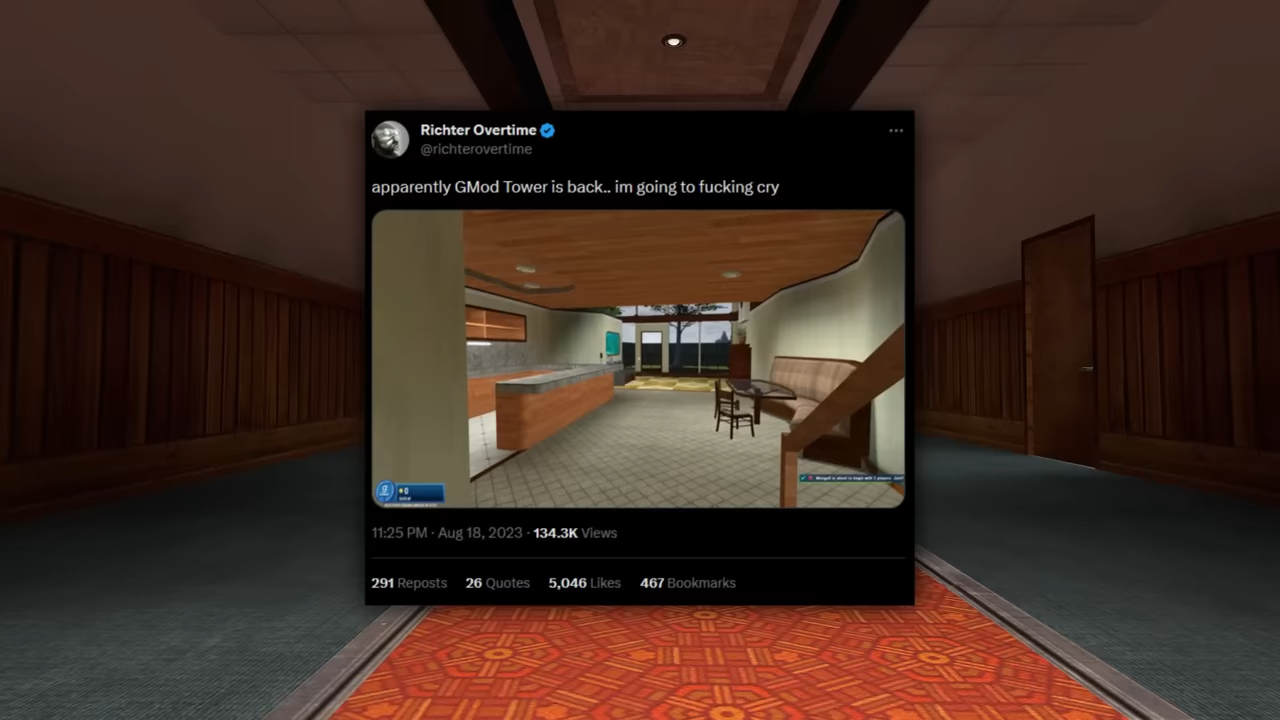 Richter Overtime
@richterovertime
apparently GMod Tower is back.. im going to fucking cry
0
11:25 PM · Aug 18, 2023 · 134.3K Views
291 Reposts 26 Quotes 5,046 Likes 467 Bookmarks